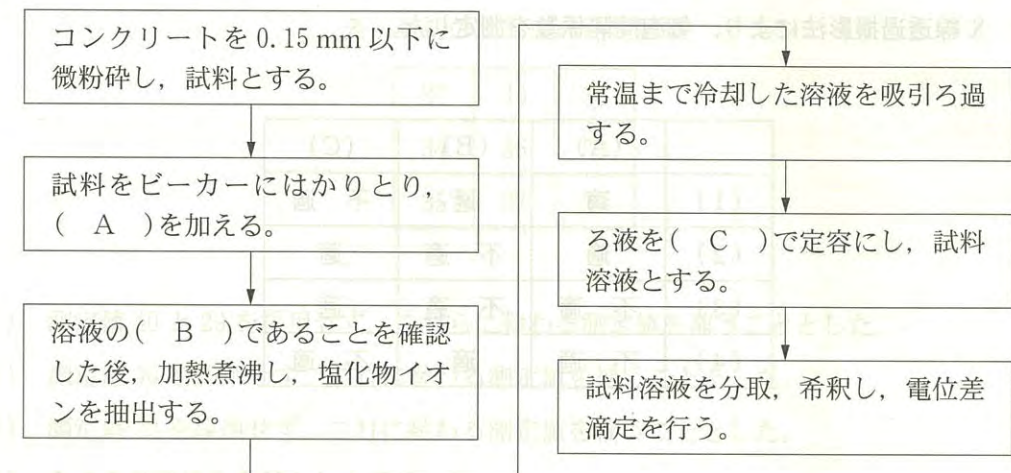 コンクリートを0.15 mm 以下に
微粉砕し，試料とする。
試料をビーカーにはかりとり，
( A )を加える。
溶液の( B )であることを確認
した後，加熱煮沸し，塩化物イオ
ンを抽出する。
常温まで冷却した溶液を吸引ろ過
する。
ろ液を( C )で定容にし，試料
溶液とする。
試料溶液を分取，希釈し，電位差
滴定を行う。